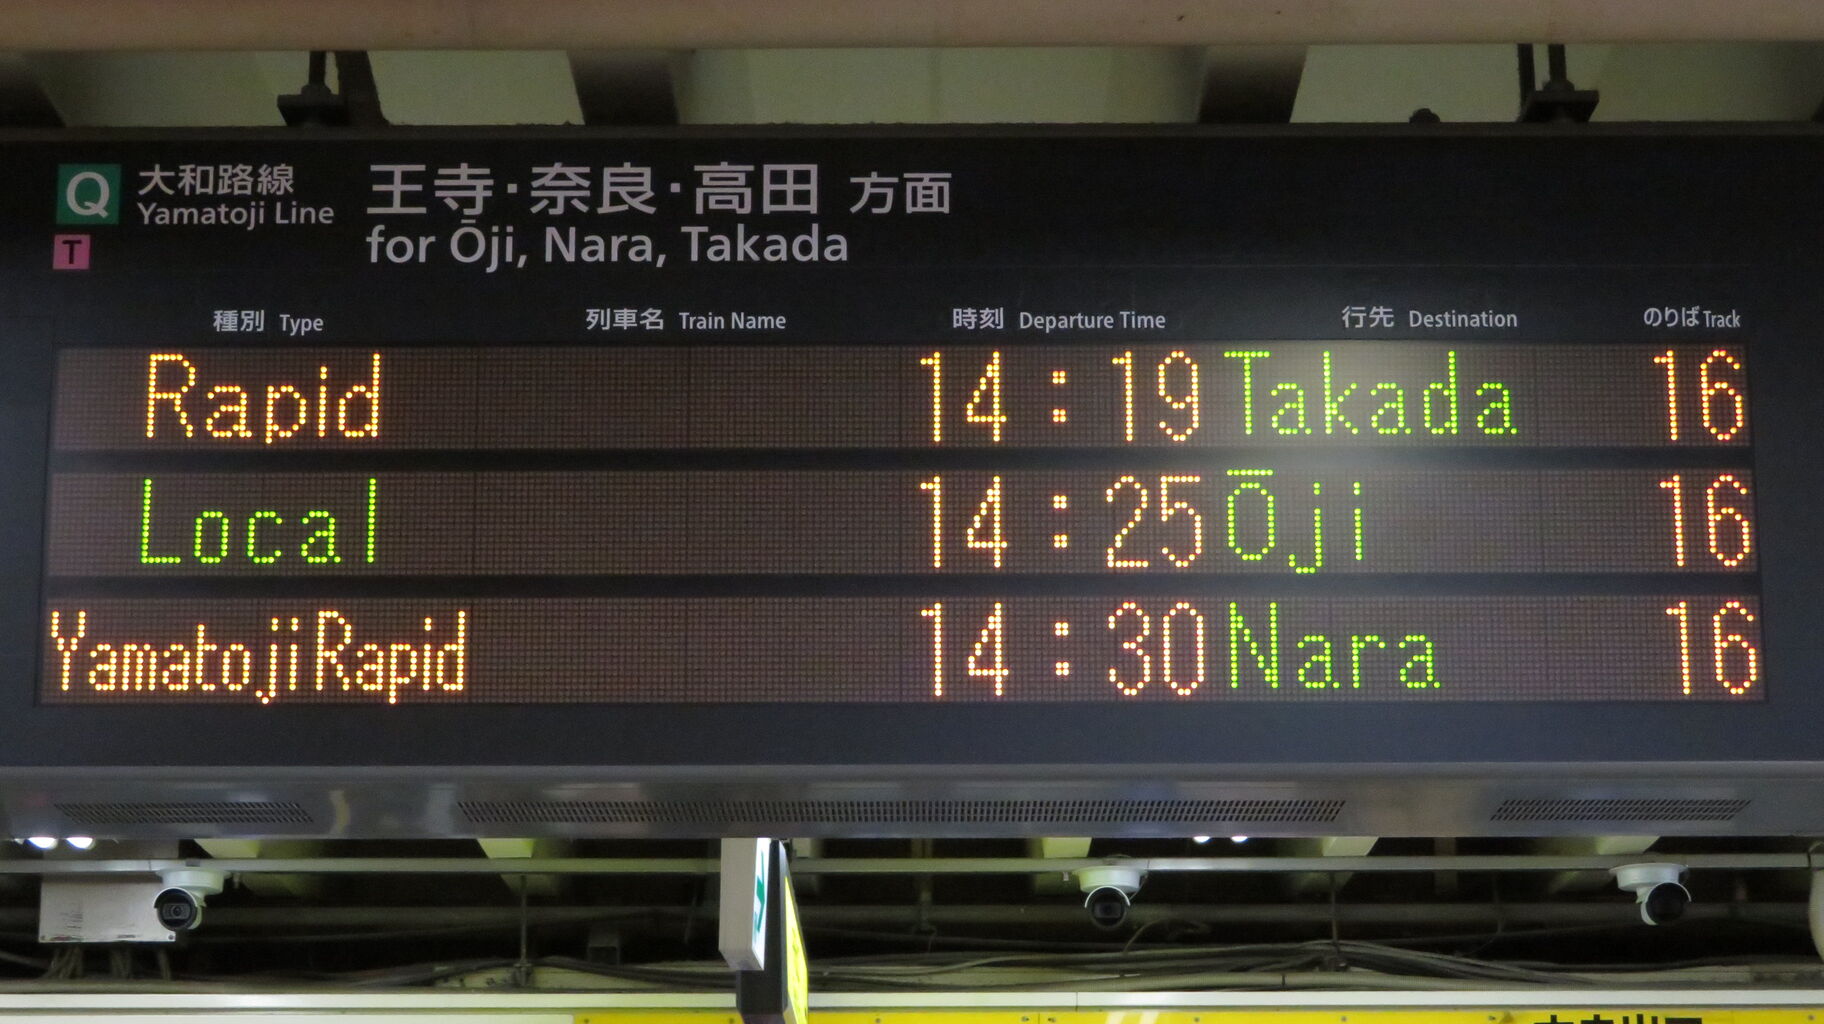 Q 大和路線 王寺・奈良・高田 方面
Yamatoji Line
T for Ōji, Nara, Takada
種別 Type 列車名 Train Name 時刻 Departure Time 行先 Destination のりば Track
Rapid 14:19 Takada 16
Local 14:25 Ōji 16
Yamatoji Rapid 14:30 Nara 16